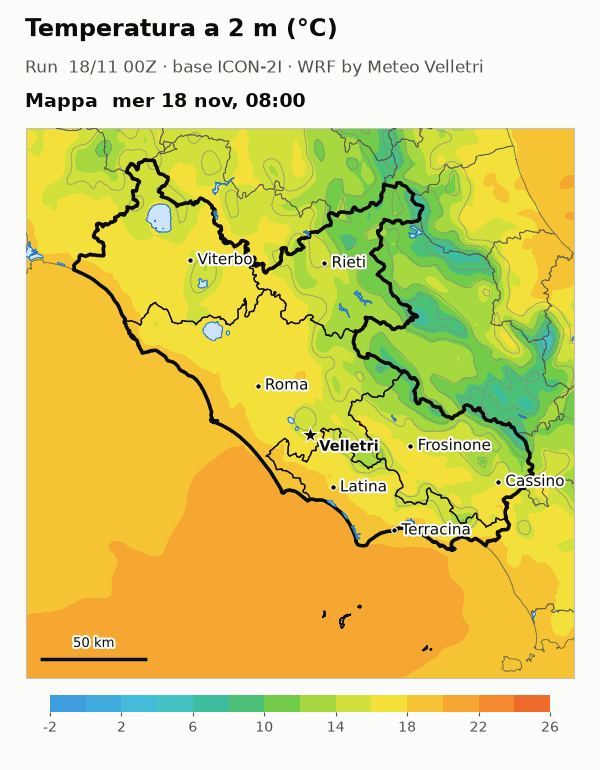 Temperatura a 2 m (°C)
Run  18/11 00Z · base ICON-2I · WRF by Meteo Velletri
Mappa  mer 18 nov, 08:00
Viterbo
Rieti
Roma
Velletri
Frosinone
Latina
Cassino
Terracina
50 km
-2 2 6 10 14 18 22 26